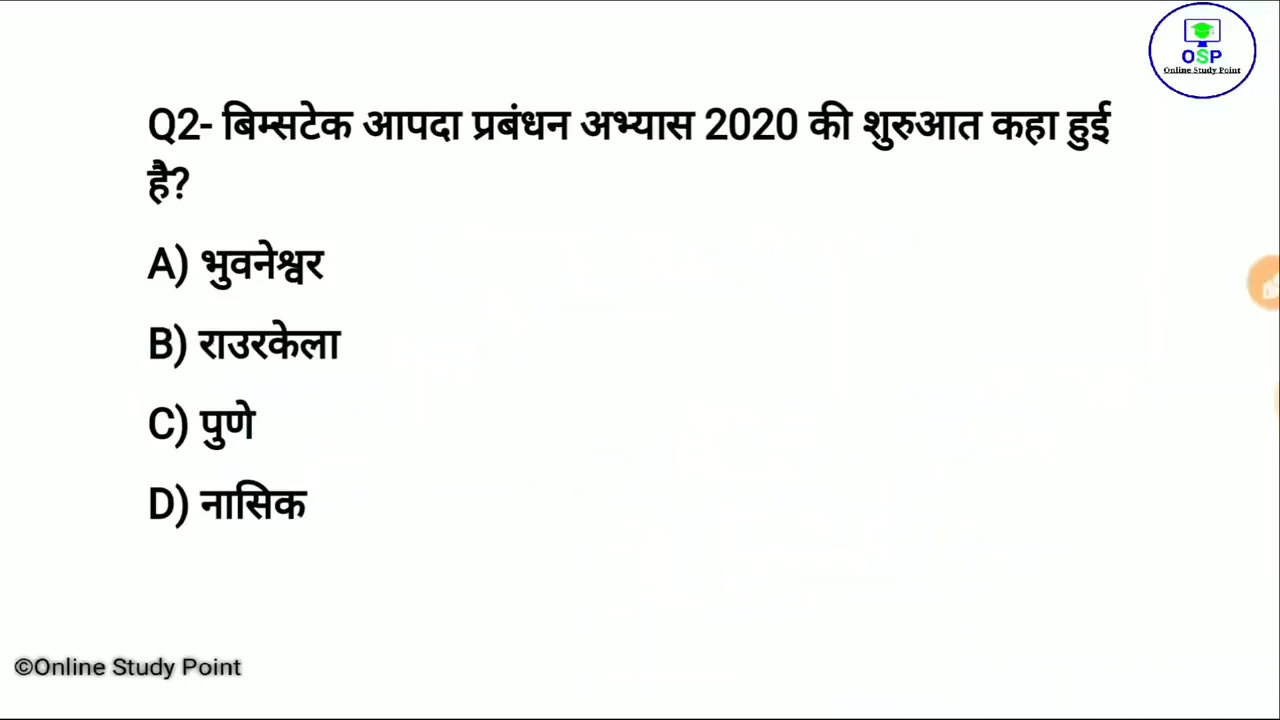 OSP
Online Study Point
Q2- बिम्सटेक आपदा प्रबंधन अभ्यास 2020 की शुरुआत कहा हुई
है?
A) भुवनेश्वर
B) राउरकेला
C) पुणे
D) नासिक
©Online Study Point